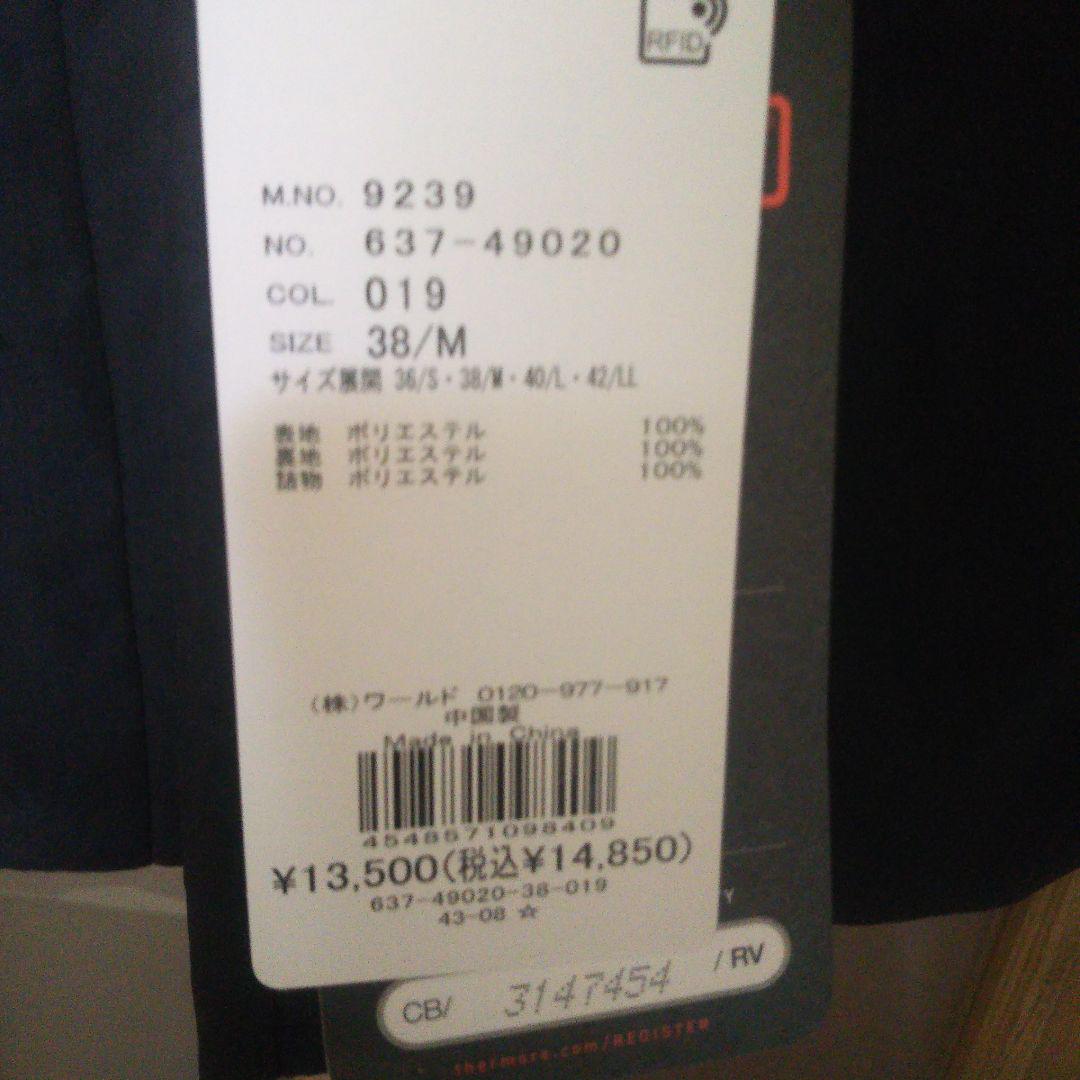 RFID
M.NO. 9239
NO. 637-49020
COL. 019
SIZE 38/M
サイズ展開 36/S・38/M・40/L・42/LL
表地 ポリエステル 100%
裏地 ポリエステル 100%
詰物 ポリエステル 100%
(株)ワールド 0120-977-917
中国製
Made in China
4548571098409
¥13,500(税込¥14,850)
637-49020-38-019
43-08 ☆
Y
CB/ 3147454 /RV
thermore.com/REGISTER